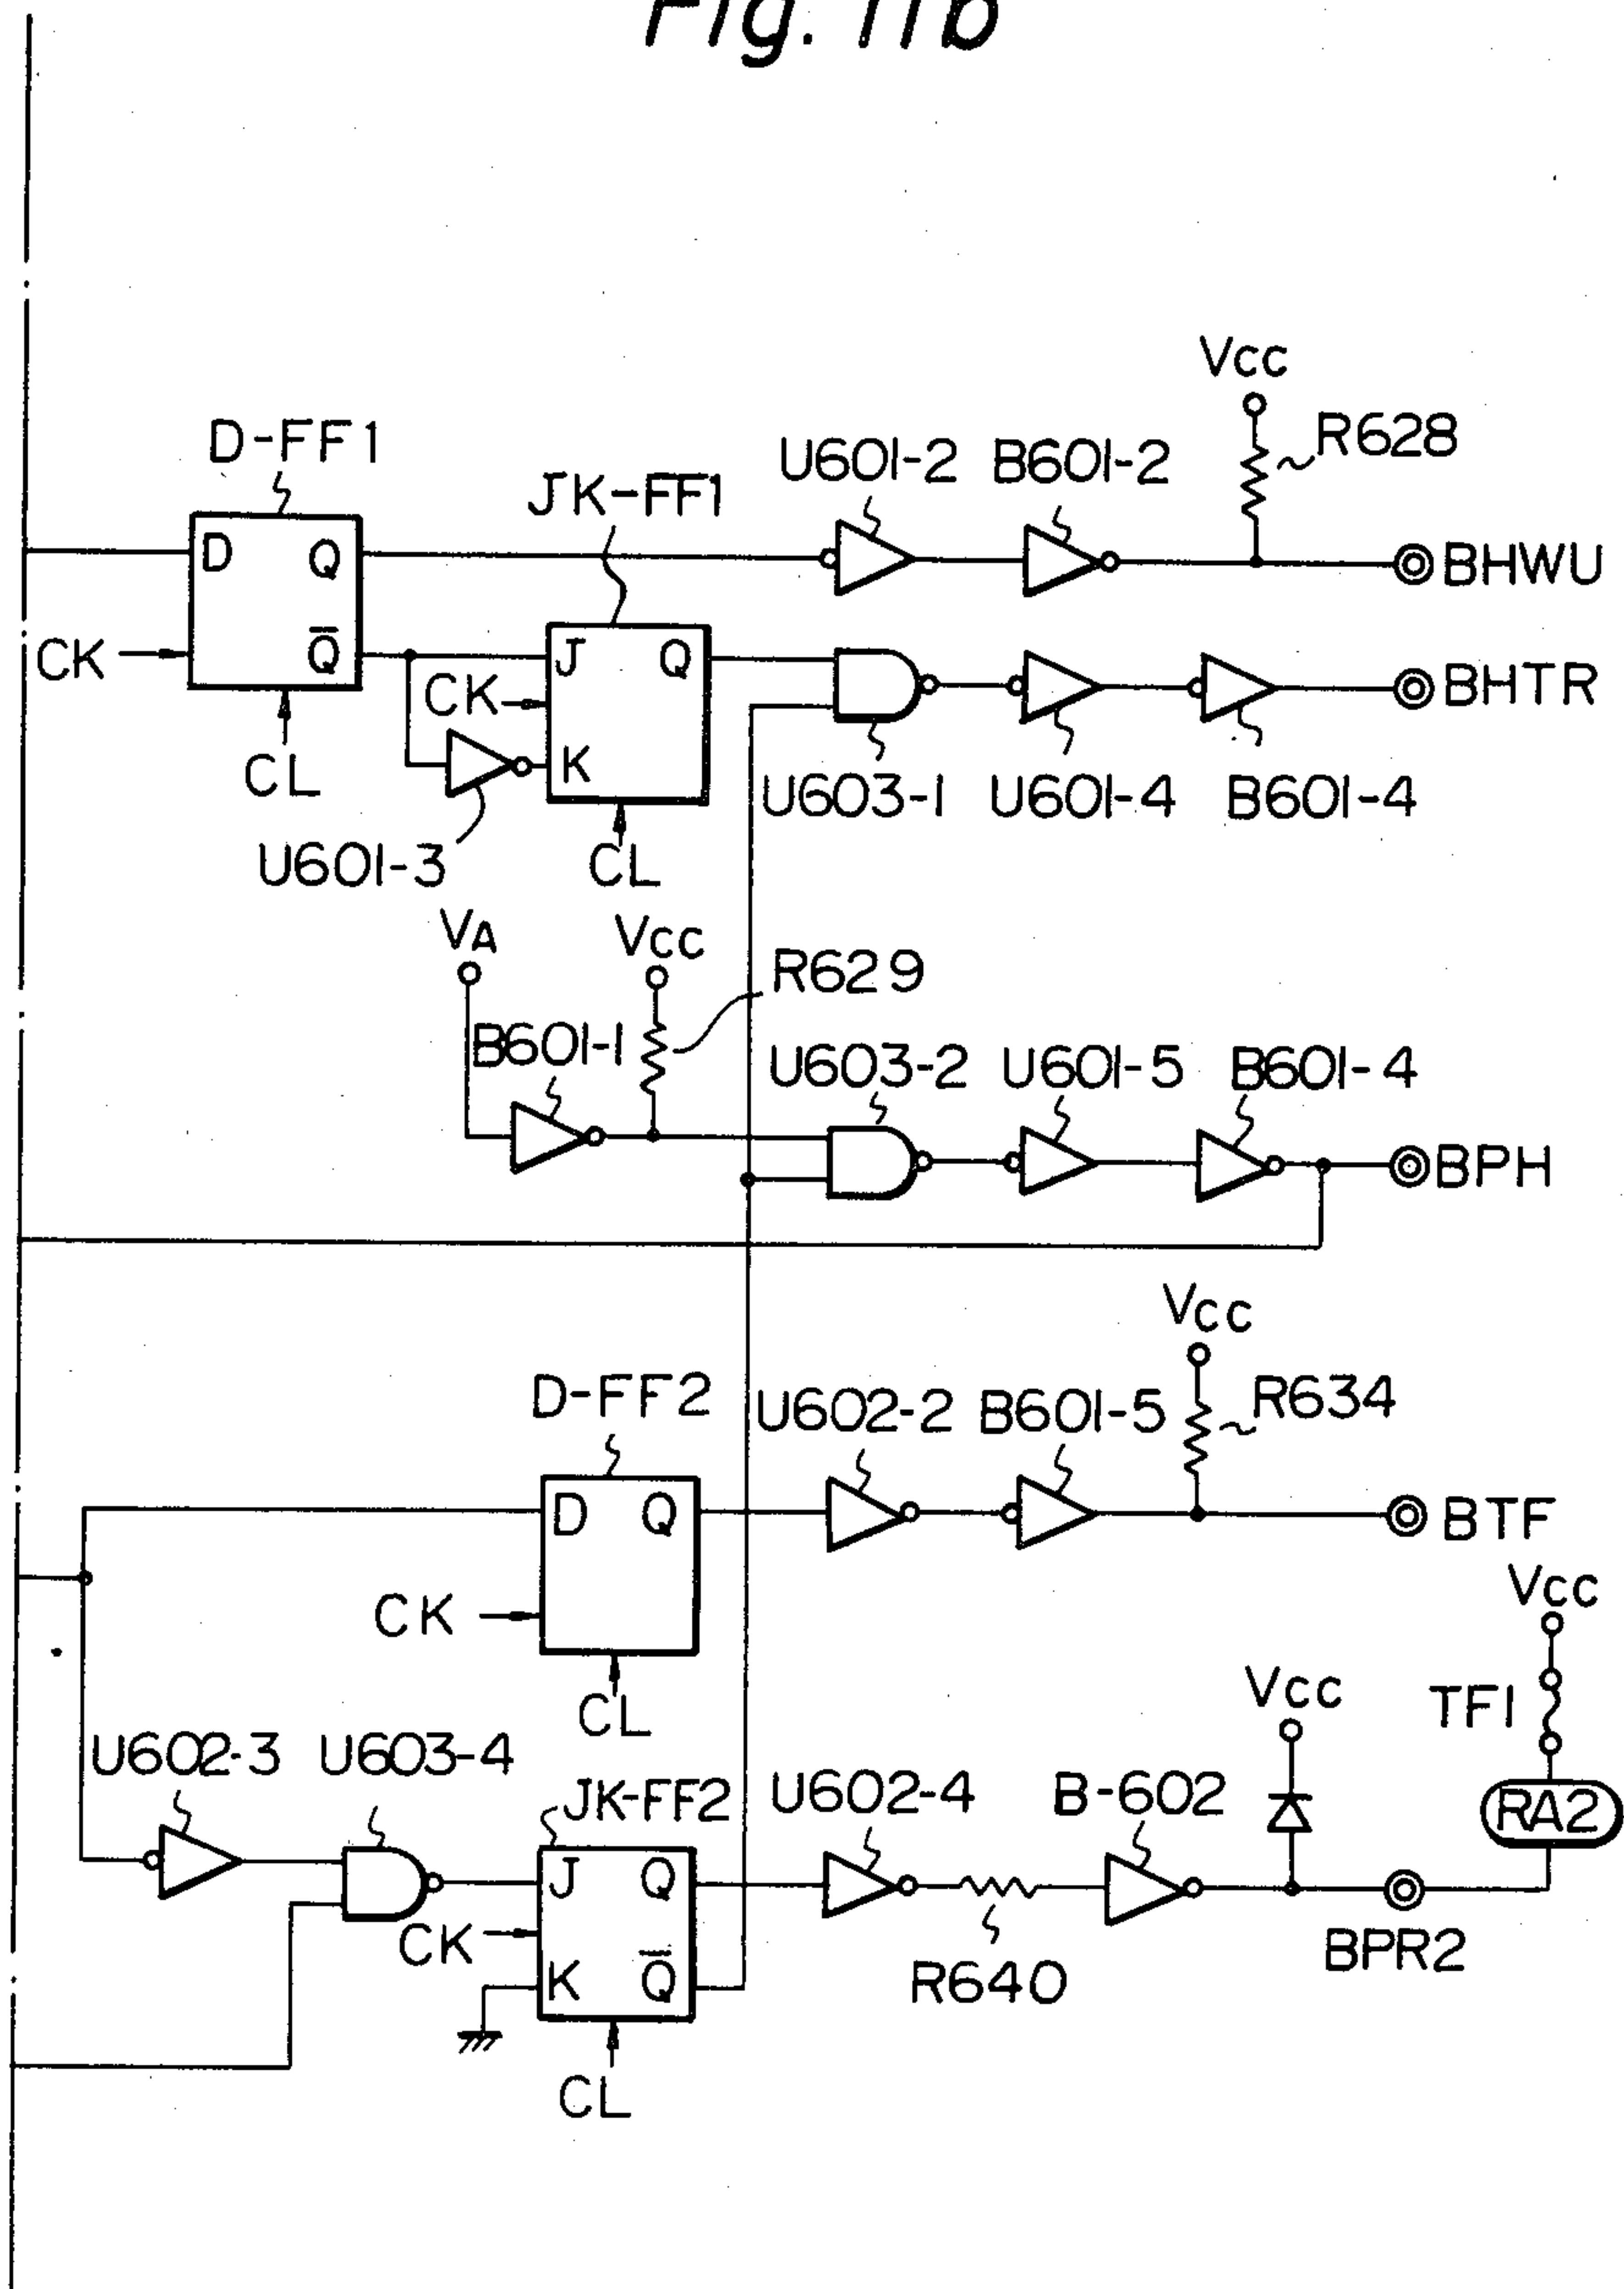 Fig. 11b
Vcc
R628
D-FF1
U601-2
B601-2
JK-FF1
D
Q
BHWU
CK
Q̅
J
Q
BHTR
CK
CL
K
U603-1
U601-4
B601-4
U601-3
CL
VA
Vcc
R629
B601-1
U603-2
U601-5
B601-4
BPH
Vcc
D-FF2
U602-2
B601-5
R634
D
Q
BTF
Vcc
CK
CL
Vcc
TF1
U602-3
U603-4
JK-FF2
U602-4
B-602
RA2
J
Q
CK
BPR2
K
Q̅
R640
CL